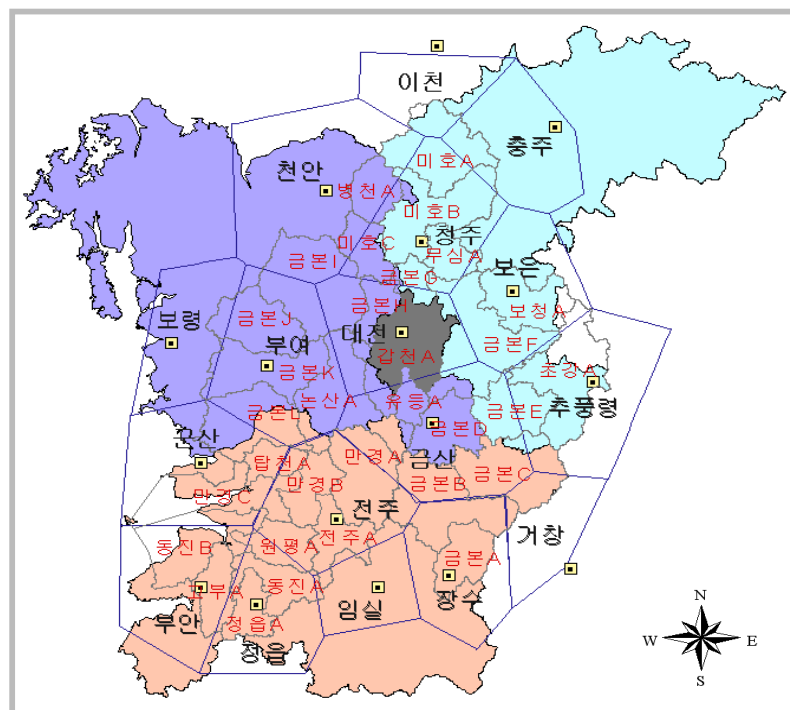 이천
충주
미호A
천안
병천A
미호B
청주
미호C
무심A
금본I
보은
금본G
금본H
보청A
금본J
보령
대전
부여
금본F
갑천A
금본K
조강A
논산A
유등A
추풍령
금본E
금본L
금본D
군산
금산
만경A
탑천A
금본C
만경B
금본B
만경C
전주
거창
전주A
원평A
동진B
금본A
장수
동진A
고부A
임실
부안
정읍A
정읍
N
W
E
S